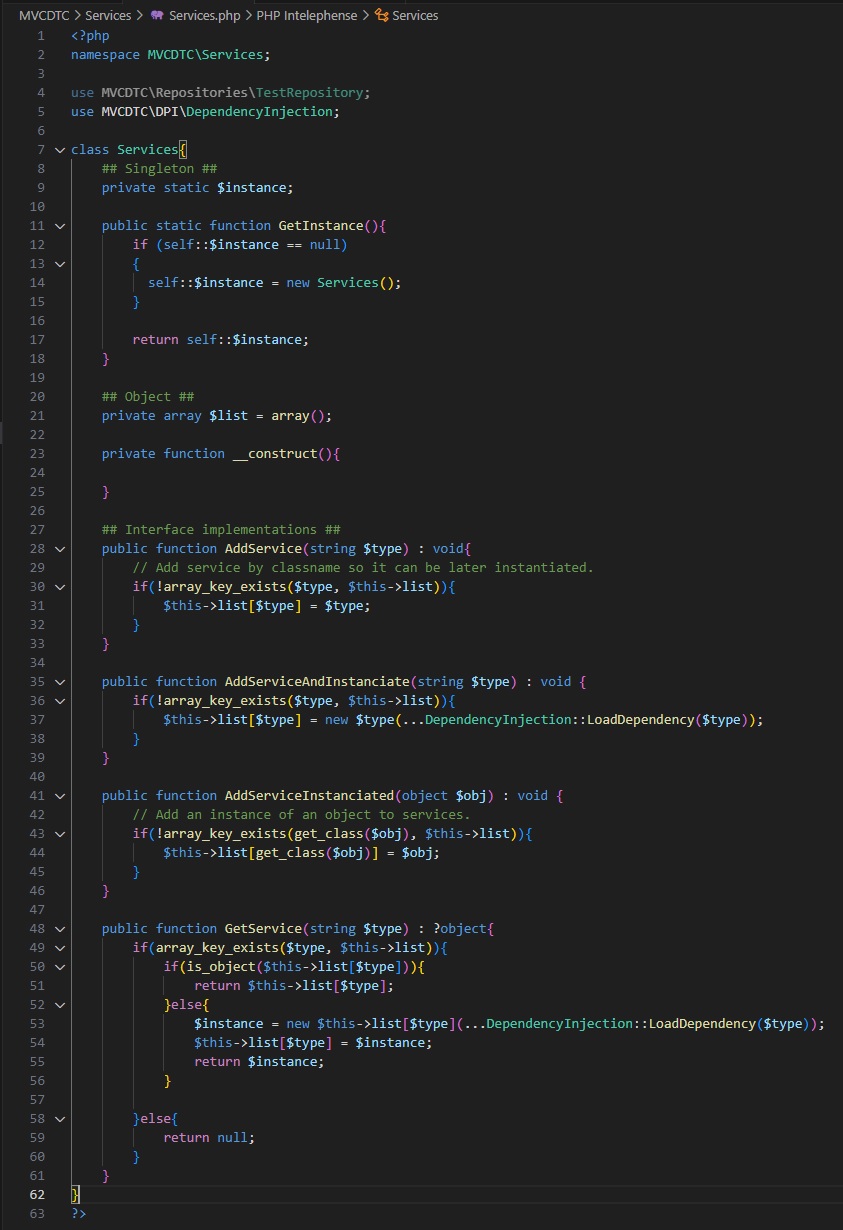 MVCDTC > Services > Services.php > PHP Intelephense > Services
1 <?php
2 namespace MVCDTC\Services;
3
4 use MVCDTC\Repositories\TestRepository;
5 use MVCDTC\DPI\DependencyInjection;
6
7 class Services{
8     ## Singleton ##
9     private static $instance;
10
11     public static function GetInstance(){
12         if (self::$instance == null)
13         {
14           self::$instance = new Services();
15         }
16
17         return self::$instance;
18     }
19
20     ## Object ##
21     private array $list = array();
22
23     private function __construct(){
24
25     }
26
27     ## Interface implementations ##
28     public function AddService(string $type) : void{
29         // Add service by classname so it can be later instantiated.
30         if(!array_key_exists($type, $this->list)){
31             $this->list[$type] = $type;
32         }
33     }
34
35     public function AddServiceAndInstanciate(string $type) : void {
36         if(!array_key_exists($type, $this->list)){
37             $this->list[$type] = new $type(...DependencyInjection::LoadDependency($type));
38         }
39     }
40
41     public function AddServiceInstanciated(object $obj) : void {
42         // Add an instance of an object to services.
43         if(!array_key_exists(get_class($obj), $this->list)){
44             $this->list[get_class($obj)] = $obj;
45         }
46     }
47
48     public function GetService(string $type) : ?object{
49         if(array_key_exists($type, $this->list)){
50             if(is_object($this->list[$type])){
51                 return $this->list[$type];
52             }else{
53                 $instance = new $this->list[$type](...DependencyInjection::LoadDependency($type));
54                 $this->list[$type] = $instance;
55                 return $instance;
56             }
57
58         }else{
59             return null;
60         }
61     }
62 }
63 ?>